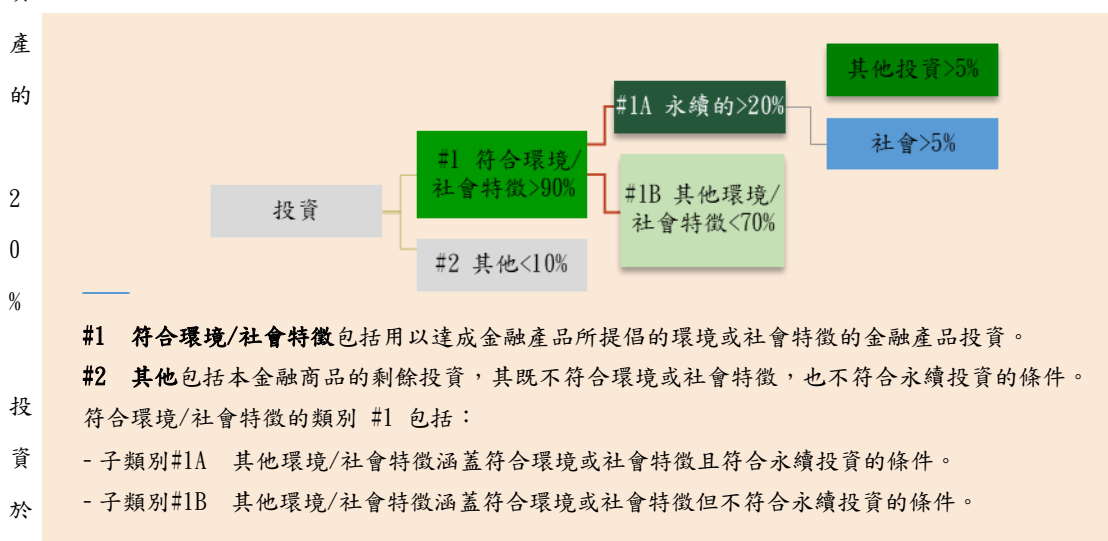 產
的
2
0
%
投
資
於
其他投資>5%
#1A 永續的>20%
社會>5%
#1 符合環境/
社會特徵>90%
#1B 其他環境/
社會特徵<70%
投資
#2 其他<10%
#1 符合環境/社會特徵包括用以達成金融產品所提倡的環境或社會特徵的金融產品投資。
#2 其他包括本金融商品的剩餘投資,其既不符合環境或社會特徵,也不符合永續投資的條件。
符合環境/社會特徵的類別 #1 包括:
- 子類別#1A 其他環境/社會特徵涵蓋符合環境或社會特徵且符合永續投資的條件。
- 子類別#1B 其他環境/社會特徵涵蓋符合環境或社會特徵但不符合永續投資的條件。